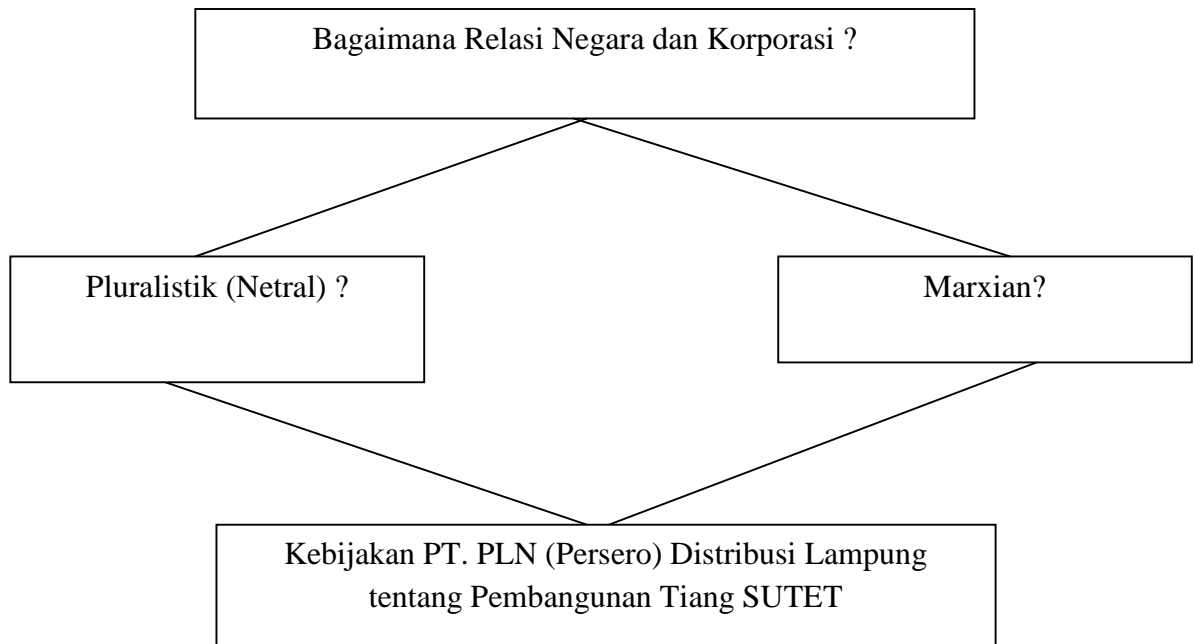 Bagaimana Relasi Negara dan Korporasi ?
Pluralistik (Netral) ?
Marxian?
Kebijakan PT. PLN (Persero) Distribusi Lampung
tentang Pembangunan Tiang SUTET